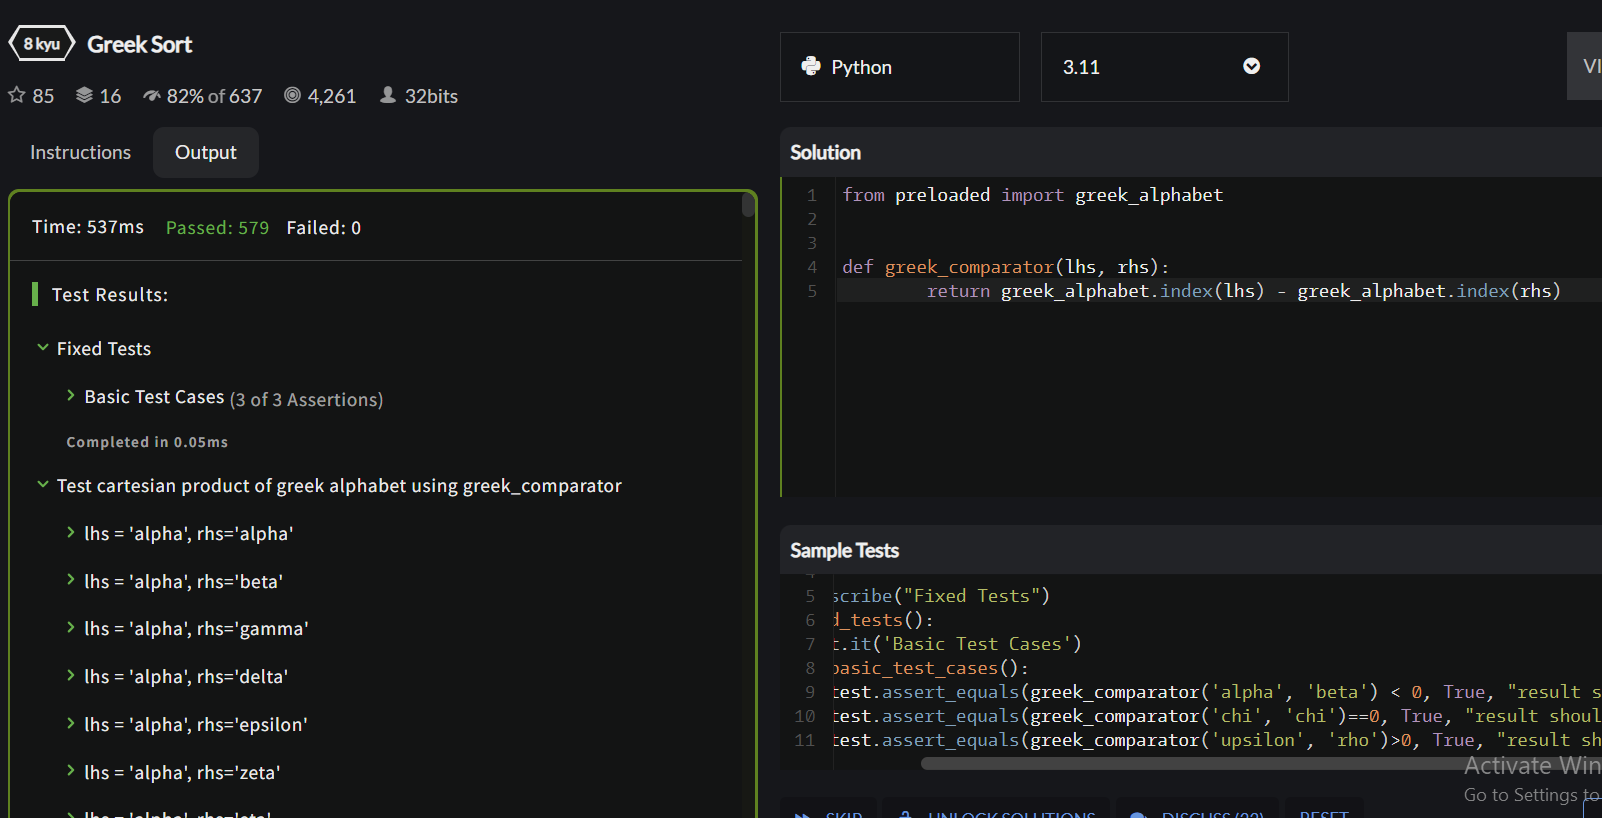 8 kyu Greek Sort
85 16 82% of 637 4,261 32bits
Instructions Output
Time: 537ms Passed: 579 Failed: 0
Test Results:
Fixed Tests
Basic Test Cases (3 of 3 Assertions)
Completed in 0.05ms
Test cartesian product of greek alphabet using greek_comparator
lhs = 'alpha', rhs='alpha'
lhs = 'alpha', rhs='beta'
lhs = 'alpha', rhs='gamma'
lhs = 'alpha', rhs='delta'
lhs = 'alpha', rhs='epsilon'
lhs = 'alpha', rhs='zeta'
lhs = 'alpha', rhs='eta'
Python 3.11 VI
Solution
1 from preloaded import greek_alphabet
2
3
4 def greek_comparator(lhs, rhs):
5 return greek_alphabet.index(lhs) - greek_alphabet.index(rhs)
Sample Tests
4
5 scribe("Fixed Tests")
6 d_tests():
7 t.it('Basic Test Cases')
8 basic_test_cases():
9 test.assert_equals(greek_comparator('alpha', 'beta') < 0, True, "result s
10 test.assert_equals(greek_comparator('chi', 'chi')==0, True, "result shoul
11 test.assert_equals(greek_comparator('upsilon', 'rho')>0, True, "result sh
Activate Win
Go to Settings to
SKIP UNLOCK SOLUTIONS DISCUSS (22) RESET